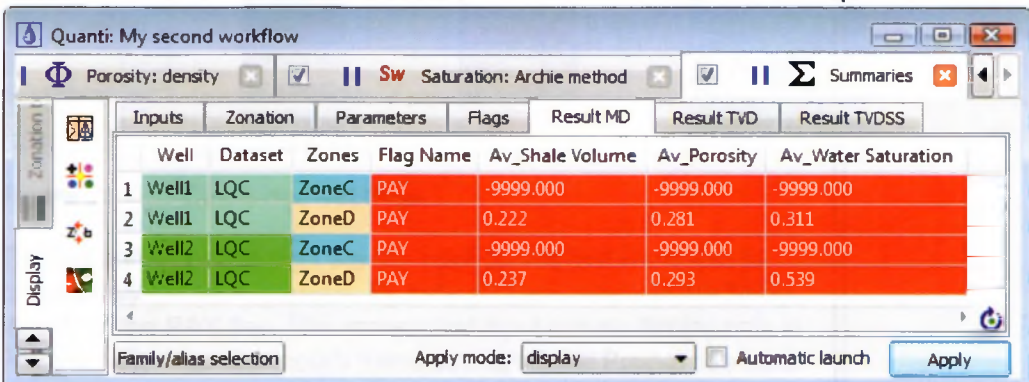 Quanti: My second workflow
Φ Porosity: density Sw Saturation: Archie method Σ Summaries
Zonation
Display
Inputs Zonation Parameters Flags Result MD Result TVD Result TVDSS
Well Dataset Zones Flag Name Av_Shale Volume Av_Porosity Av_Water Saturation
1 Well1 LQC ZoneC PAY -9999.000 -9999.000 -9999.000
2 Well1 LQC ZoneD PAY 0.222 0.281 0.311
3 Well2 LQC ZoneC PAY -9999.000 -9999.000 -9999.000
4 Well2 LQC ZoneD PAY 0.237 0.293 0.539
Family/alias selection Apply mode: display Automatic launch Apply